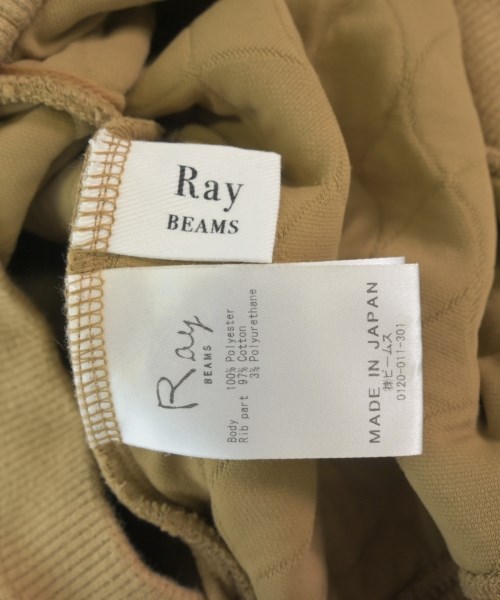 Ray
BEAMS
Ray
BEAMS
Body 100% Polyester
Rib part 97% Cotton
3% Polyurethane
MADE IN JAPAN
㈱ビームス
0120-011-301